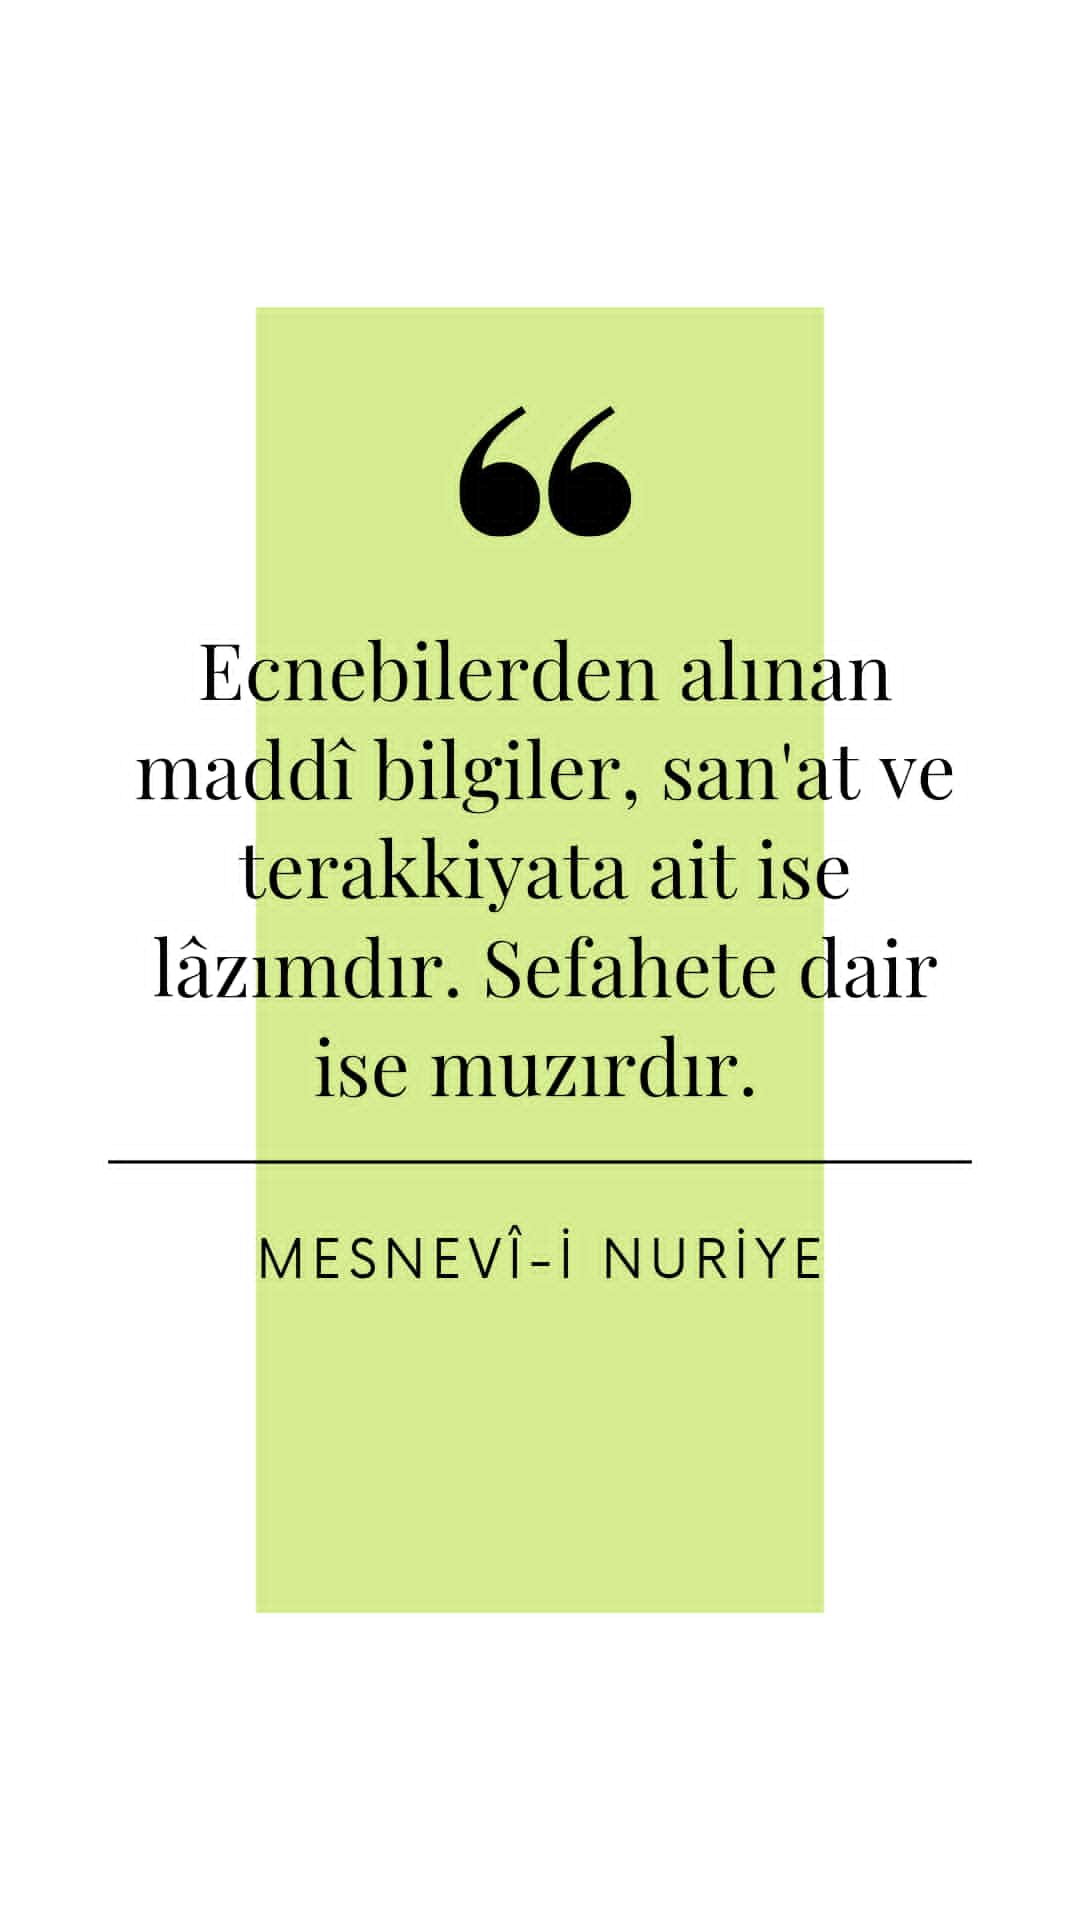 “
Ecnebilerden alınan
maddî bilgiler, san'at ve
terakkiyata ait ise
lâzımdır. Sefahete dair
ise muzırdır.
MESNEVÎ-İ NURİYE